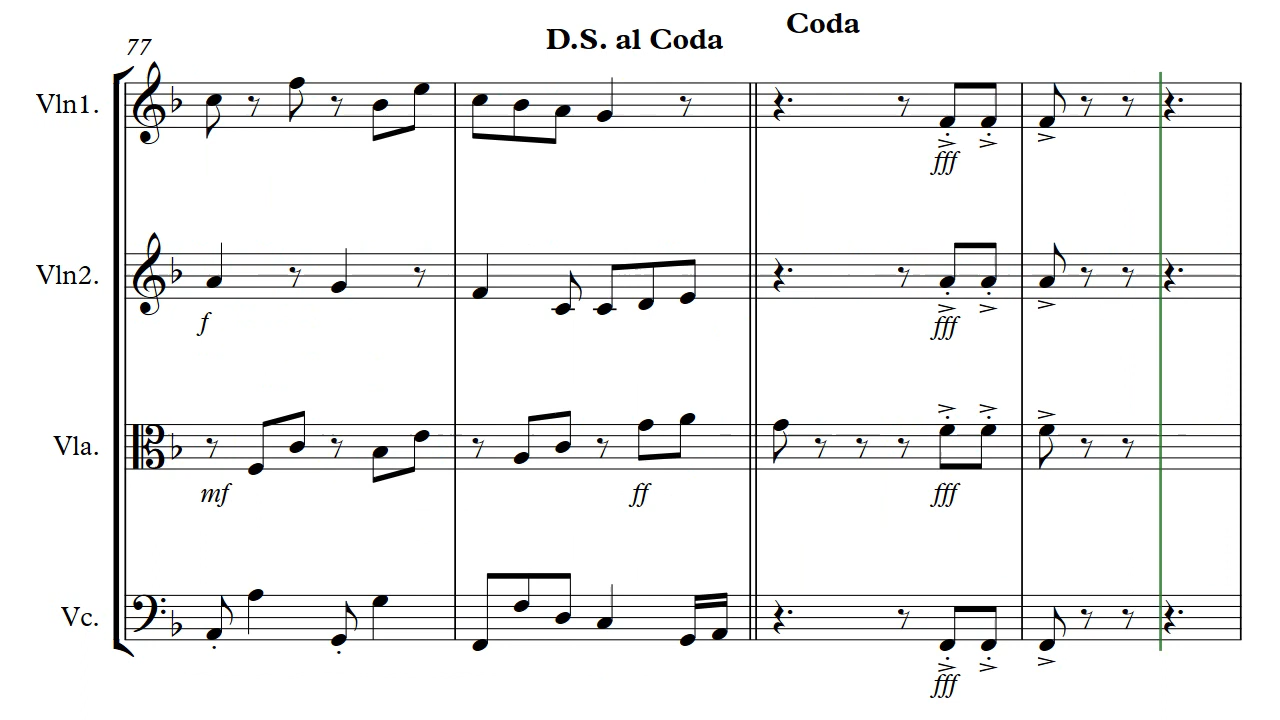 Coda
D.S. al Coda
77
Vln1.
fff
Vln2.
f
fff
Vla.
mf
ff
fff
Vc.
fff